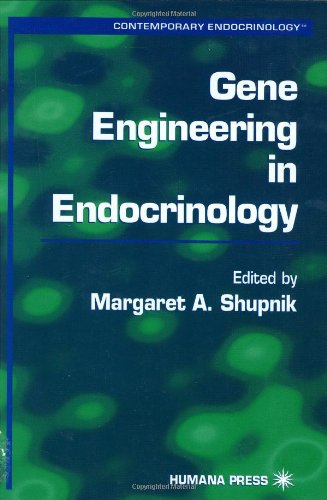 CONTEMPORARY ENDOCRINOLOGY™
Gene
Engineering
in
Endocrinology
Edited by
Margaret A. Shupnik
HUMANA PRESS